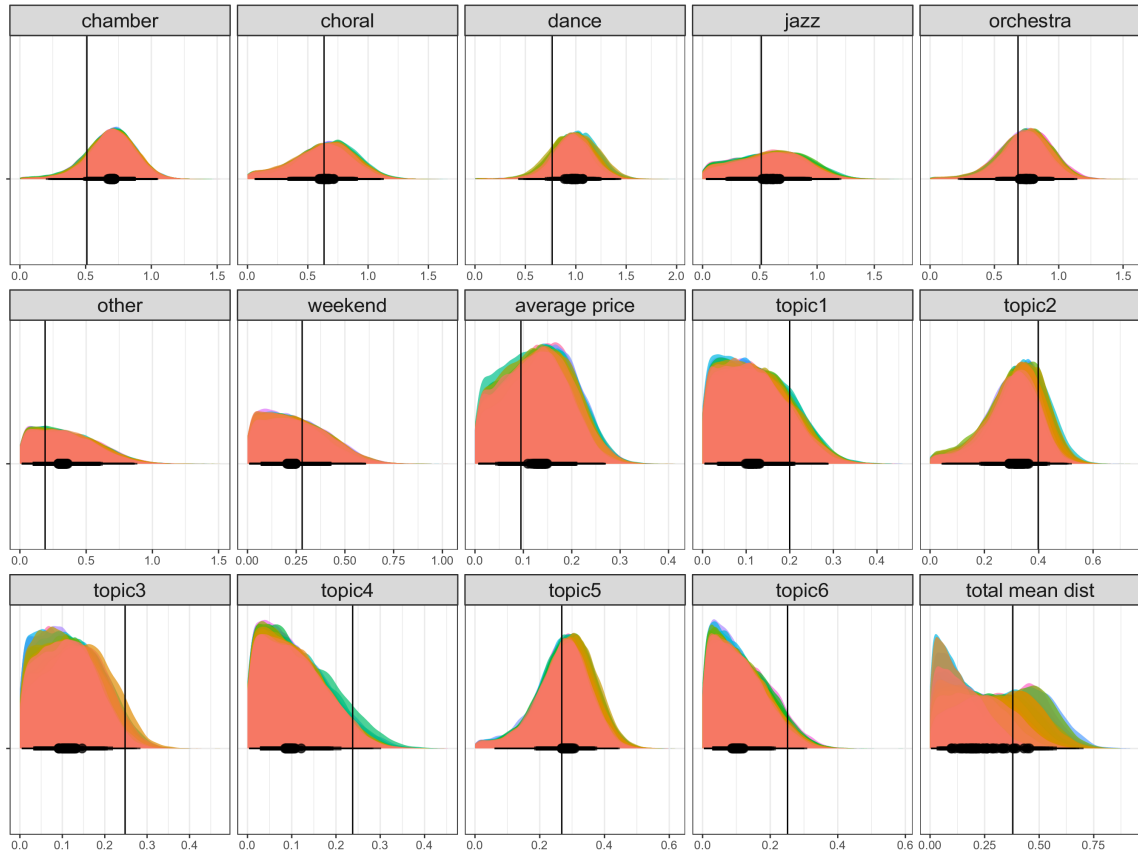 chamber choral dance jazz orchestra
0.0 0.5 1.0 1.5 0.0 0.5 1.0 1.5 0.0 0.5 1.0 1.5 2.0 0.0 0.5 1.0 1.5 0.0 0.5 1.0 1.5
other weekend average price topic1 topic2
0.0 0.5 1.0 1.5 0.00 0.25 0.50 0.75 1.00 0.0 0.1 0.2 0.3 0.4 0.0 0.1 0.2 0.3 0.4 0.0 0.2 0.4 0.6
topic3 topic4 topic5 topic6 total mean dist
0.0 0.1 0.2 0.3 0.4 0.0 0.1 0.2 0.3 0.4 0.5 0.0 0.2 0.4 0.6 0.0 0.2 0.4 0.6 0.00 0.25 0.50 0.75